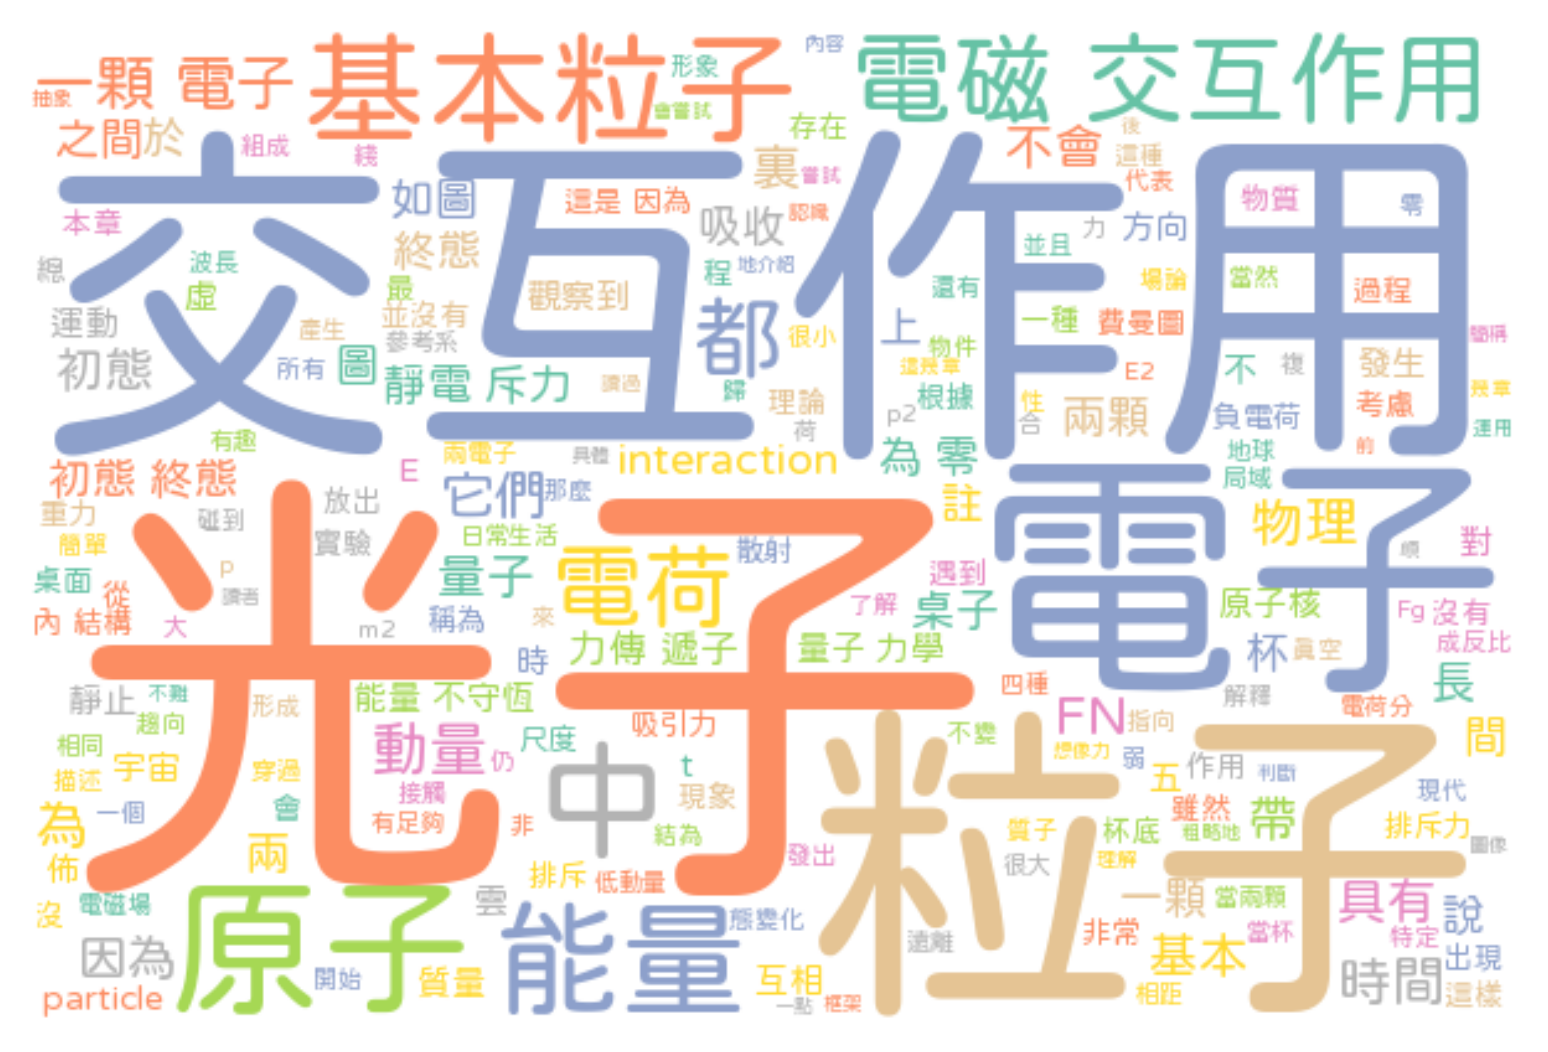 一顆 電子
基本粒子
形象
內容
電磁 交互作用
抽象
會嘗試
之間
於
組成
綫
存在
裏
嘗試
不會
後
這種
代表
交互作用
本章
如圖
這是 因為
吸收
認識
力
方向
物質
零
總
波長
虛
終態
觀察到
程
地介紹
並且
還有
場論
當然
過程
運動
產生
最
並沒有
參考系
都
很小
上
物件
一種
費曼圖
簡稱
初態
所有
圖
靜電 斥力
讀過
歸
理論
這幾章
根據
E2
不
複
發生
幾章
有趣
荷
p2
性
合
兩顆
負電荷
考慮
運用
前
初態 終態
E
兩電子
具體
interaction
為 零
地球
局域
重力
碰到
放出
它們
那麼
註
電子
物理
簡單
實驗
日常生活
散射
對
桌面
從
p
讀者
量子
電荷
遇到
桌子
原子核
Fg
沒有
內 結構
大
m2
稱為
來
了解
成反比
光子
時
力傳 遞子
量子 力學
杯
真空
靜止
不難
形成
能量 不守恆
四種
解釋
長
趨向
動量
仍
尺度
吸引力
不變
FN
指向
電荷分
間
相同
宇宙
穿過
中
t
想像力
弱
作用
判斷
描述
接觸
現象
五
現代
為
一個
會
有足夠
非
結為
粒子
質子
杯底
雖然
粗略地
帶
排斥力
圖像
佈
兩
排斥
低動量
發出
很大
理解
沒
電磁場
原子
雲
能量
態變化
一顆
當兩顆
具有
說
因為
遠離
非常
當杯
特定
particle
開始
質量
互相
基本
時間
出現
一點
框架
相距
這樣